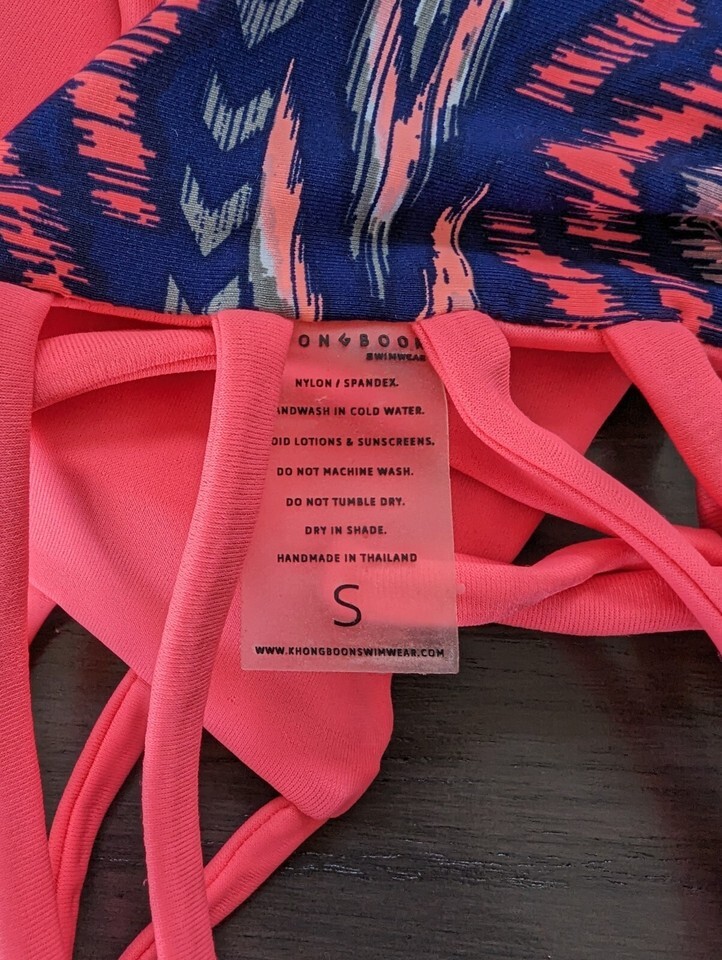 ONGBOO
SWIMWEAR
NYLON / SPANDEX.
NDWASH IN COLD WATER.
OID LOTIONS & SUNSCREENS.
DO NOT MACHINE WASH.
DO NOT TUMBLE DRY.
DRY IN SHADE.
HANDMADE IN THAILAND
S
WWW.KHONGBOONSWIMWEAR.COM